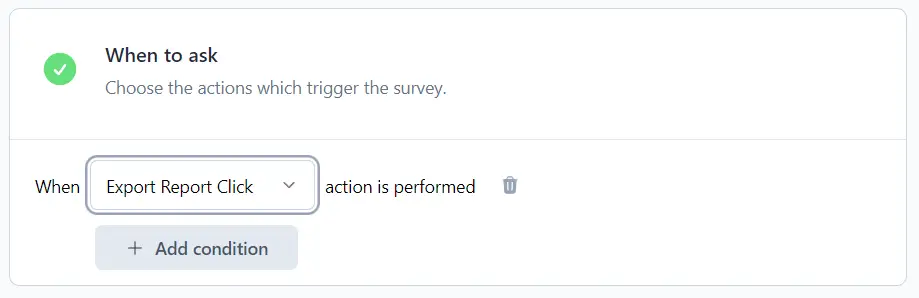 When to ask
Choose the actions which trigger the survey.
When Export Report Click action is performed
Add condition